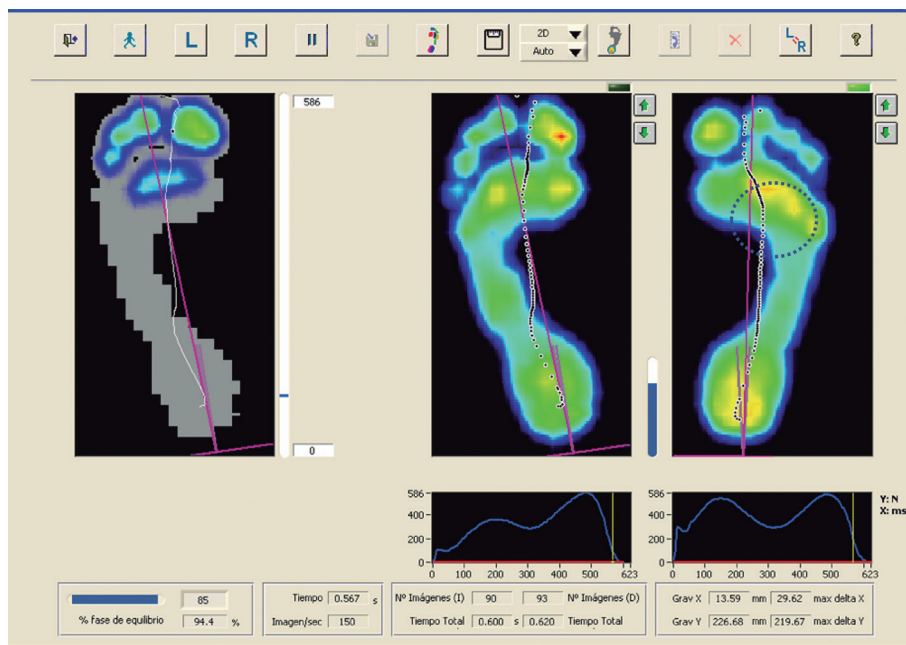 L R 2D
Auto L R ?
586
0
586
400
200
0
0 100 200 300 400 500 623
586
400
200
0
0 100 200 300 400 500 623
Y: N
X: ms
85
% fase de equilibrio 94.4 %
Tiempo 0.567 s
Imagen/sec 150
Nº Imágenes (I) 90 93 Nº Imágenes (D)
Tiempo Total 0.600 s 0.620 Tiempo Total
Grav X 13.59 mm 29.62 max delta X
Grav Y 226.68 mm 219.67 max delta Y